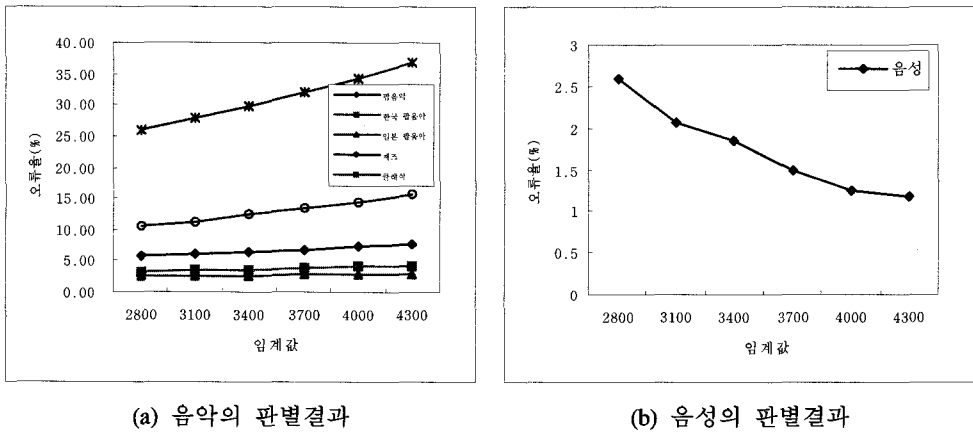 40.00
35.00
30.00
25.00
20.00
15.00
10.00
5.00
0.00
오류율(%)
2800 3100 3400 3700 4000 4300
임계값
팝음악
한국 팝음악
일본 팝음악
재즈
클래식
(a) 음악의 판별결과
3
2.5
2
1.5
1
0.5
0
오류율(%)
2800 3100 3400 3700 4000 4300
임계값
음성
(b) 음성의 판별결과